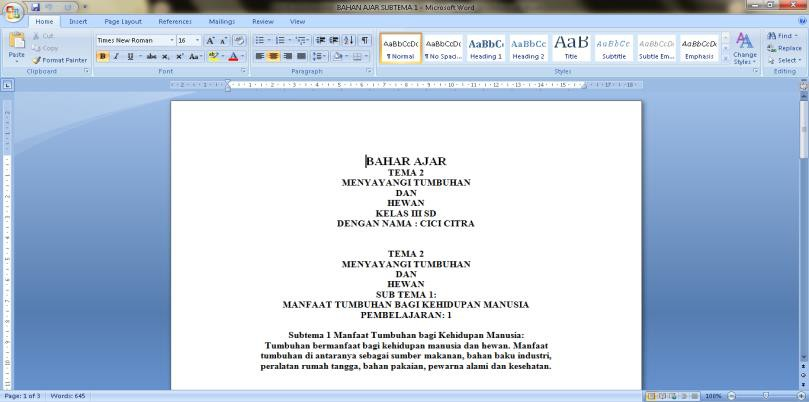 BAHAN AJAR SUBTEMA 1 - Microsoft Word
Home Insert Page Layout References Mailings Review View
Cut
Copy
Format Painter
Paste
Clipboard
Times New Roman 16
Font
Paragraph
AaBbCcDc AaBbCcDc AaBbCc AaBbCc AaB AaBbCc AaBbCcDc AaBbCcDc
¶ Normal ¶ No Spaci... Heading 1 Heading 2 Title Subtitle Subtle Em... Emphasis
Change Styles
Styles
Find
Replace
Select
Editing
BAHAR AJAR
TEMA 2
MENYAYANGI TUMBUHAN
DAN
HEWAN
KELAS III SD
DENGAN NAMA : CICI CITRA
TEMA 2
MENYAYANGI TUMBUHAN
DAN
HEWAN
SUB TEMA 1:
MANFAAT TUMBUHAN BAGI KEHIDUPAN MANUSIA
PEMBELAJARAN: 1
Subtema 1 Manfaat Tumbuhan bagi Kehidupan Manusia:
Tumbuhan bermanfaat bagi kehidupan manusia dan hewan. Manfaat
tumbuhan di antaranya sebagai sumber makanan, bahan baku industri,
peralatan rumah tangga, bahan pakaian, pewarna alami dan kesehatan.
Page: 1 of 3 Words: 645 100%